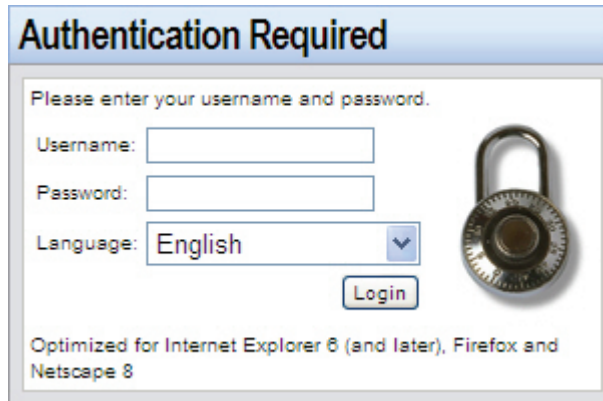 Authentication Required
Please enter your username and password.
Username:
Password:
Language: English
Login
Optimized for Internet Explorer 6 (and later), Firefox and
Netscape 8